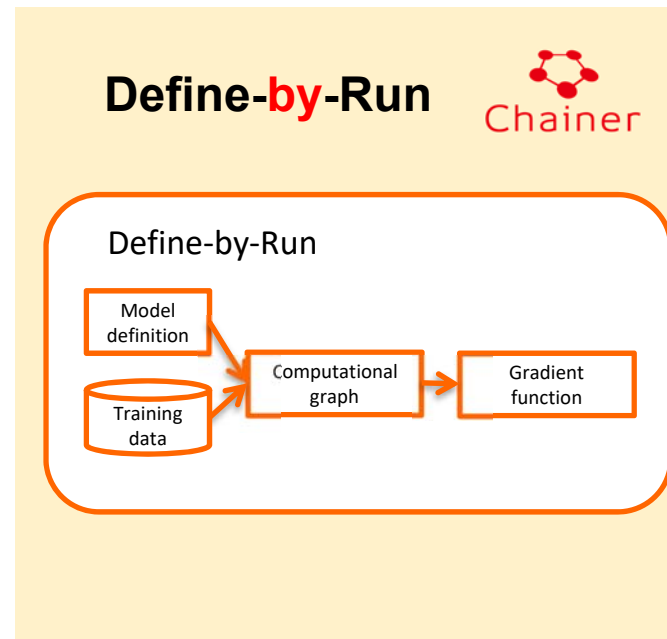 Define-by-Run
Chainer
Define-by-Run
Model
definition
Training
data
Computational
graph
Gradient
function